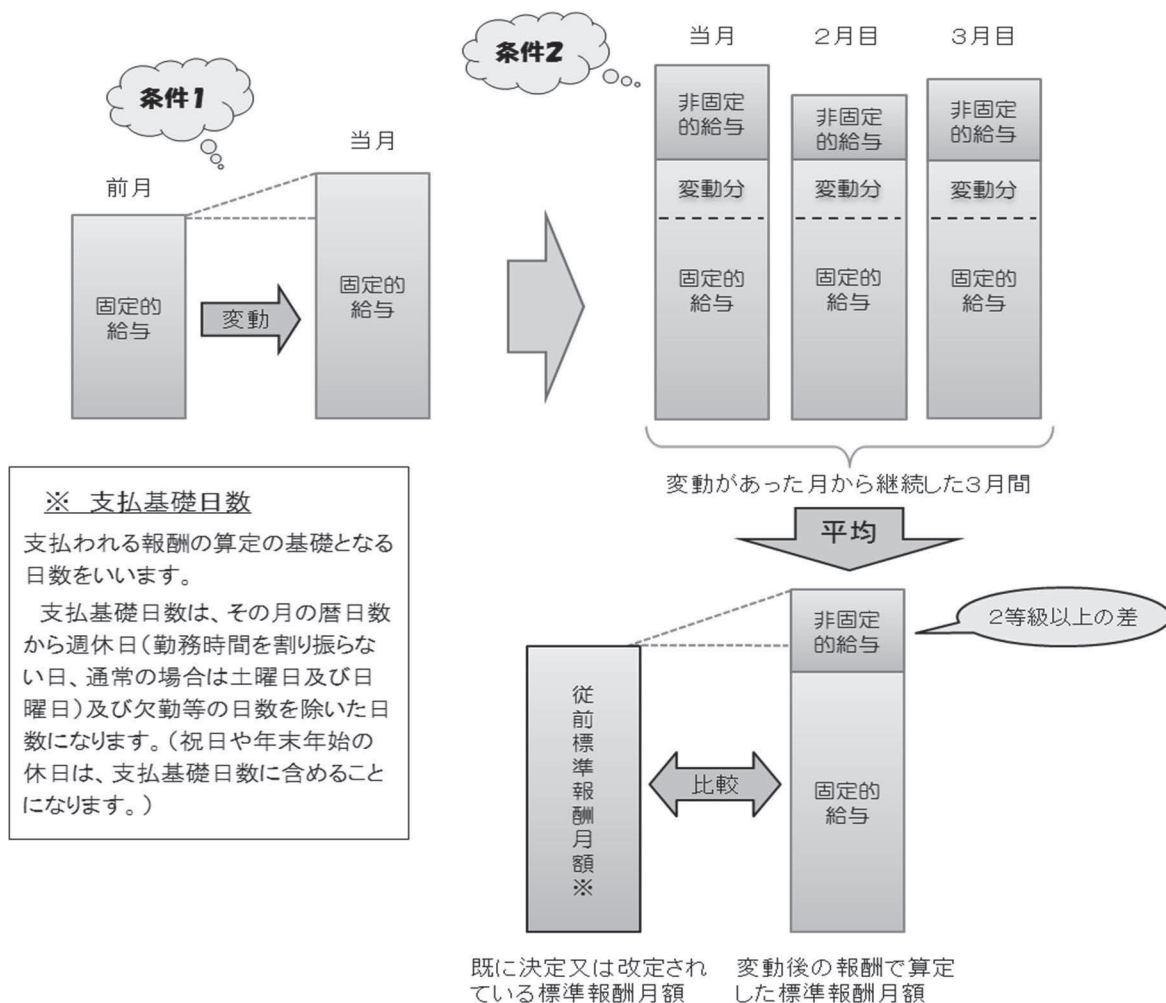 条件1
前月
当月
固定的
給与
変動
固定的
給与
条件2
当月
2月目
3月目
非固定
的給与
非固定
的給与
非固定
的給与
変動分
変動分
変動分
固定的
給与
固定的
給与
固定的
給与
変動があった月から継続した3月間
平均
※ 支払基礎日数
支払われる報酬の算定の基礎となる
日数をいいます。
支払基礎日数は、その月の暦日数
から週休日(勤務時間を割り振らな
い日、通常の場合は土曜日及び日
曜日)及び欠勤等の日数を除いた日
数になります。(祝日や年末年始の
休日は、支払基礎日数に含めること
になります。)
従前標準報酬月額※
比較
非固定
的給与
固定的
給与
2等級以上の差
既に決定又は改定され
ている標準報酬月額
変動後の報酬で算定
した標準報酬月額